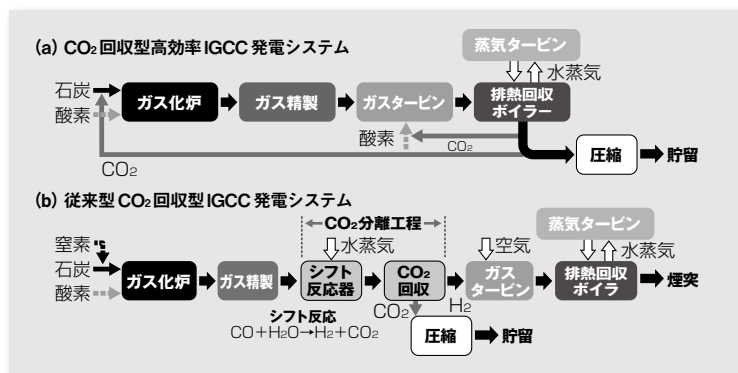 (a) CO2回収型高効率IGCC発電システム
蒸気タービン
水蒸気
石炭
酸素
ガス化炉
ガス精製
ガスタービン
排熱回収
ボイラー
酸素
CO2
CO2
圧縮
貯留
(b) 従来型CO2回収型IGCC発電システム
CO2分離工程
蒸気タービン
窒素
水蒸気
空気
水蒸気
石炭
酸素
ガス化炉
ガス精製
シフト
反応器
CO2
回収
ガス
タービン
排熱回収
ボイラ
煙突
シフト反応
CO+H2O→H2+CO2
CO2
H2
圧縮
貯留